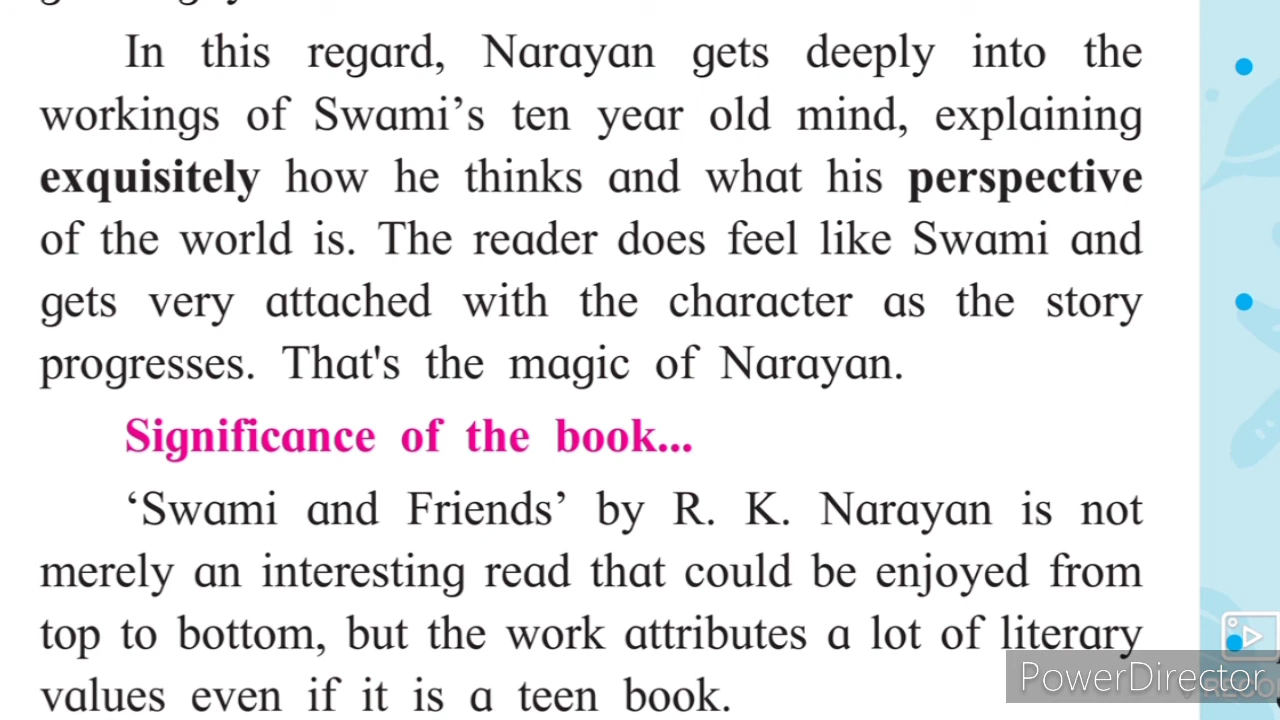 In this regard, Narayan gets deeply into the
workings of Swami's ten year old mind, explaining
exquisitely how he thinks and what his perspective
of the world is. The reader does feel like Swami and
gets very attached with the character as the story
progresses. That's the magic of Narayan.
Significance of the book...
‘Swami and Friends’ by R. K. Narayan is not
merely an interesting read that could be enjoyed from
top to bottom, but the work attributes a lot of literary
values even if it is a teen book.
PowerDirector